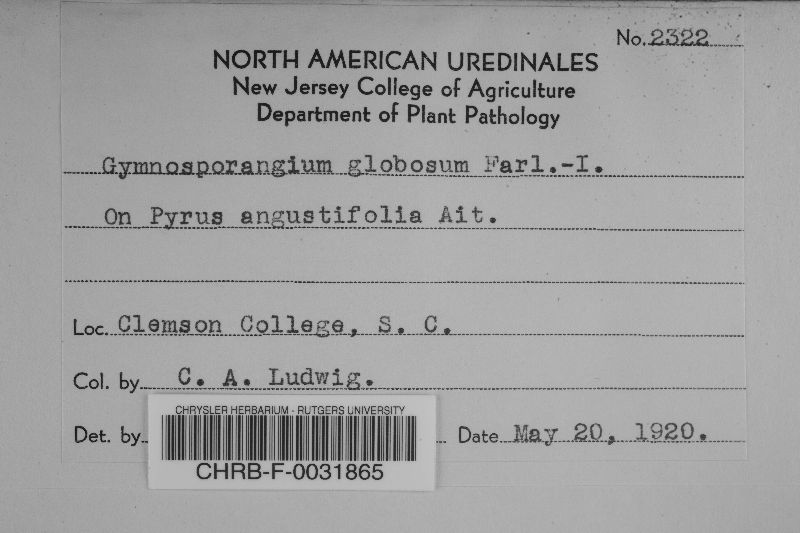 No. 2322
NORTH AMERICAN UREDINALES
New Jersey College of Agriculture
Department of Plant Pathology
Gymnosporangium globosum Farl.-I.
On Pyrus angustifolia Ait.
Loc. Clemson College, S. C.
Col. by C. A. Ludwig.
Det. by
Date May 20, 1920.
CHRYSLER HERBARIUM - RUTGERS UNIVERSITY
CHRB-F-0031865